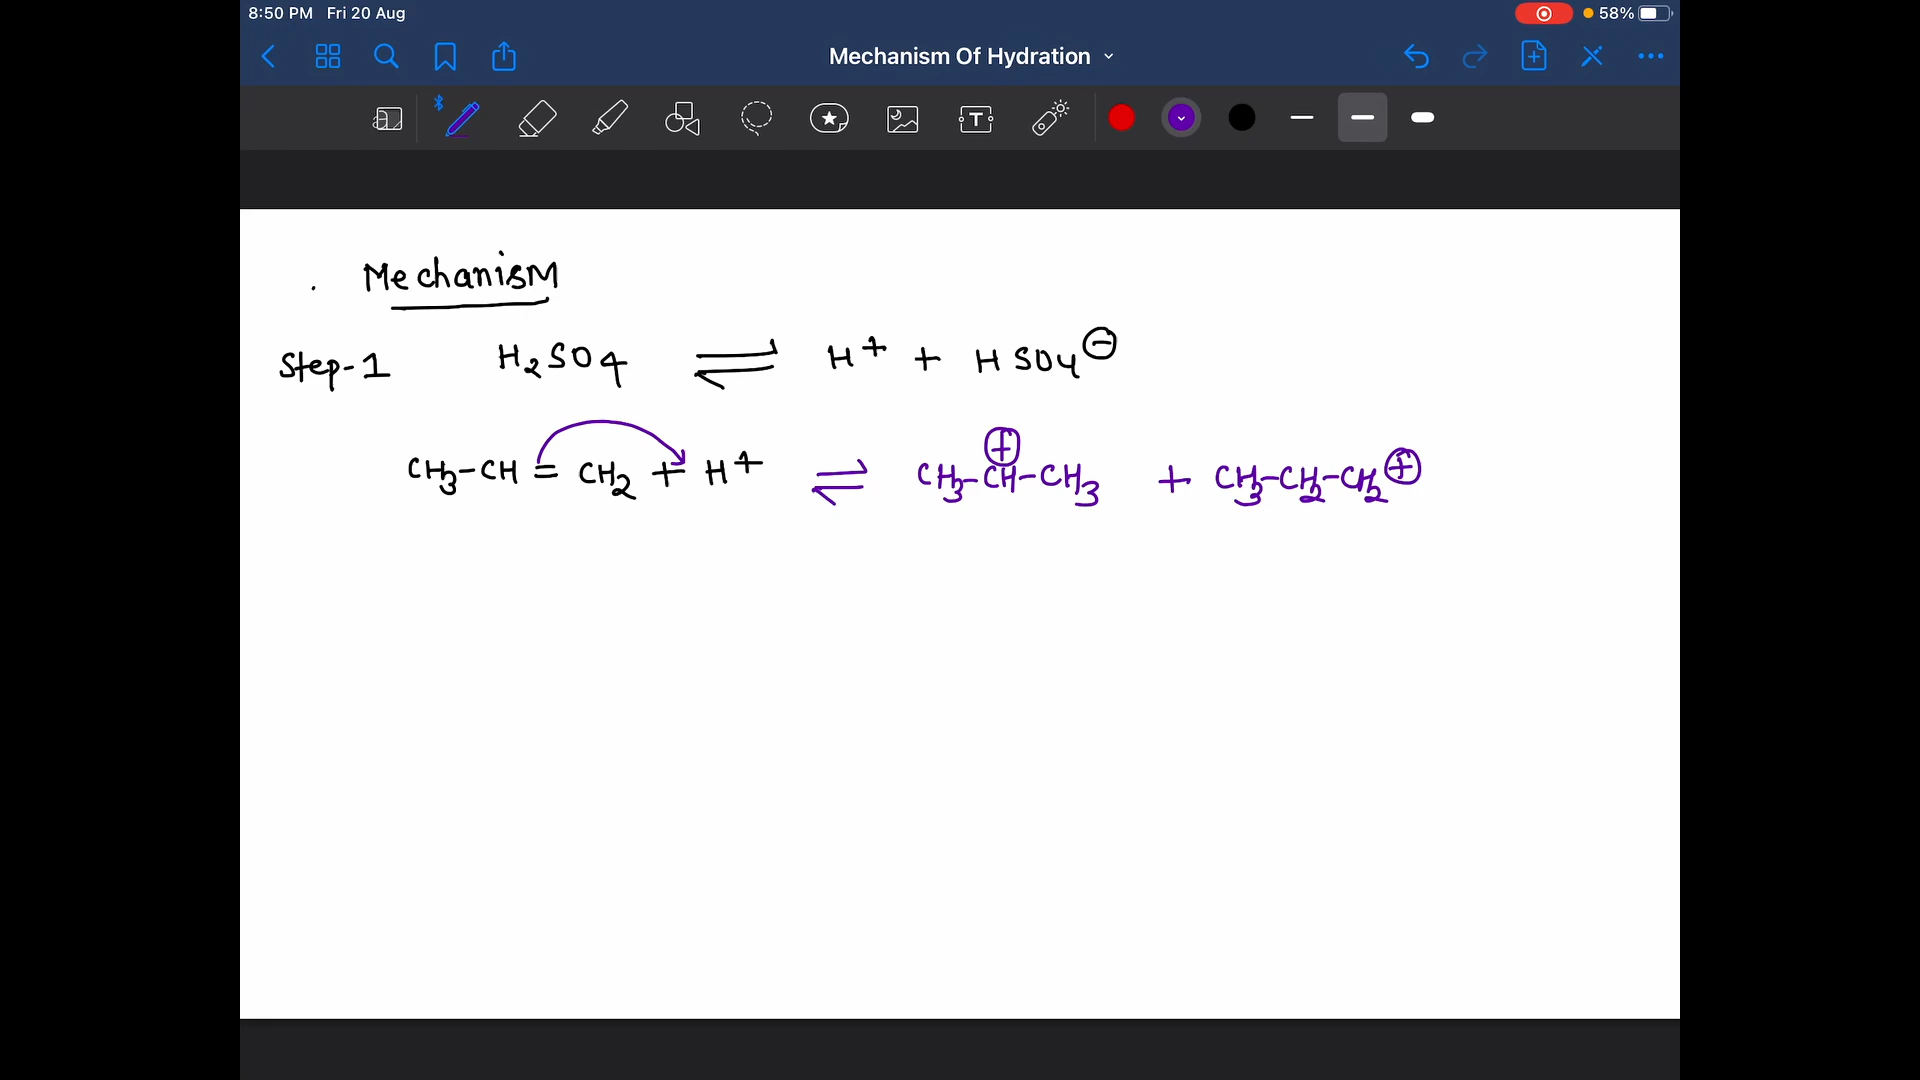 8:50 PM Fri 20 Aug
58%
Mechanism Of Hydration
T
. MechanisM
Step-1 H₂SO₄ ⇌ H⁺ + HSO₄⊖
CH₃-CH = CH₂ + H⁺ ⇌ CH₃-C⊕H-CH₃ + CH₃-CH₂-CH₂⊕